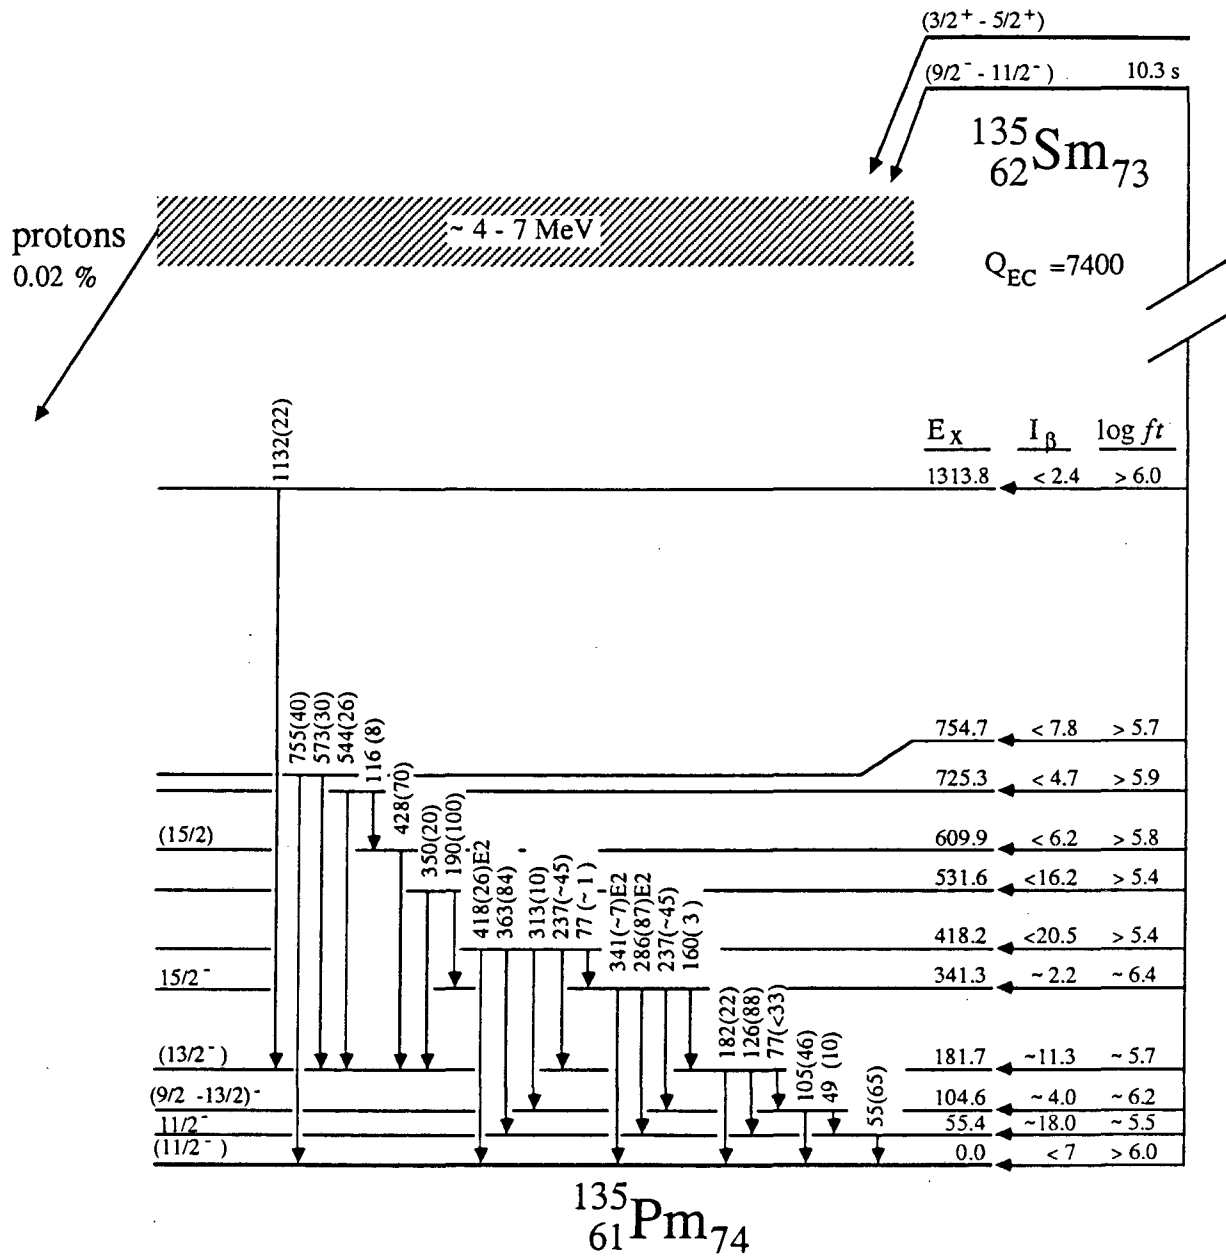 (3/2⁺ - 5/2⁺)
(9/2⁻ - 11/2⁻) 10.3 s
¹³⁵₆₂Sm₇₃
~ 4 - 7 MeV
protons
0.02 %
Q_EC =7400
E_x I_β log ft
1132(22)
1313.8 < 2.4 > 6.0
755(40)
573(30)
544(26)
116 (8)
754.7 < 7.8 > 5.7
725.3 < 4.7 > 5.9
428(70)
(15/2) 609.9 < 6.2 > 5.8
350(20)
190(100)
531.6 <16.2 > 5.4
418(26)E2
363(84)
313(10)
237(~45)
77 (~ 1 )
418.2 <20.5 > 5.4
341(~7)E2
286(87)E2
237(~45)
160( 3 )
15/2⁻ 341.3 ~ 2.2 ~ 6.4
182(22)
126(88)
77(<33)
(13/2⁻) 181.7 ~11.3 ~ 5.7
105(46)
49 (10)
(9/2 -13/2)⁻ 104.6 ~ 4.0 ~ 6.2
55(65)
11/2⁻ 55.4 ~18.0 ~ 5.5
(11/2⁻) 0.0 < 7 > 6.0
¹³⁵₆₁Pm₇₄